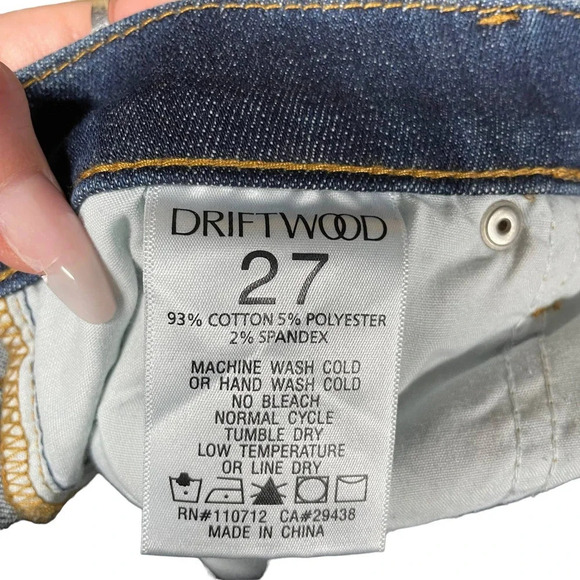 DRIFTWOOD
27
93% COTTON 5% POLYESTER
2% SPANDEX
MACHINE WASH COLD
OR HAND WASH COLD
NO BLEACH
NORMAL CYCLE
TUMBLE DRY
LOW TEMPERATURE
OR LINE DRY
RN#110712 CA#29438
MADE IN CHINA